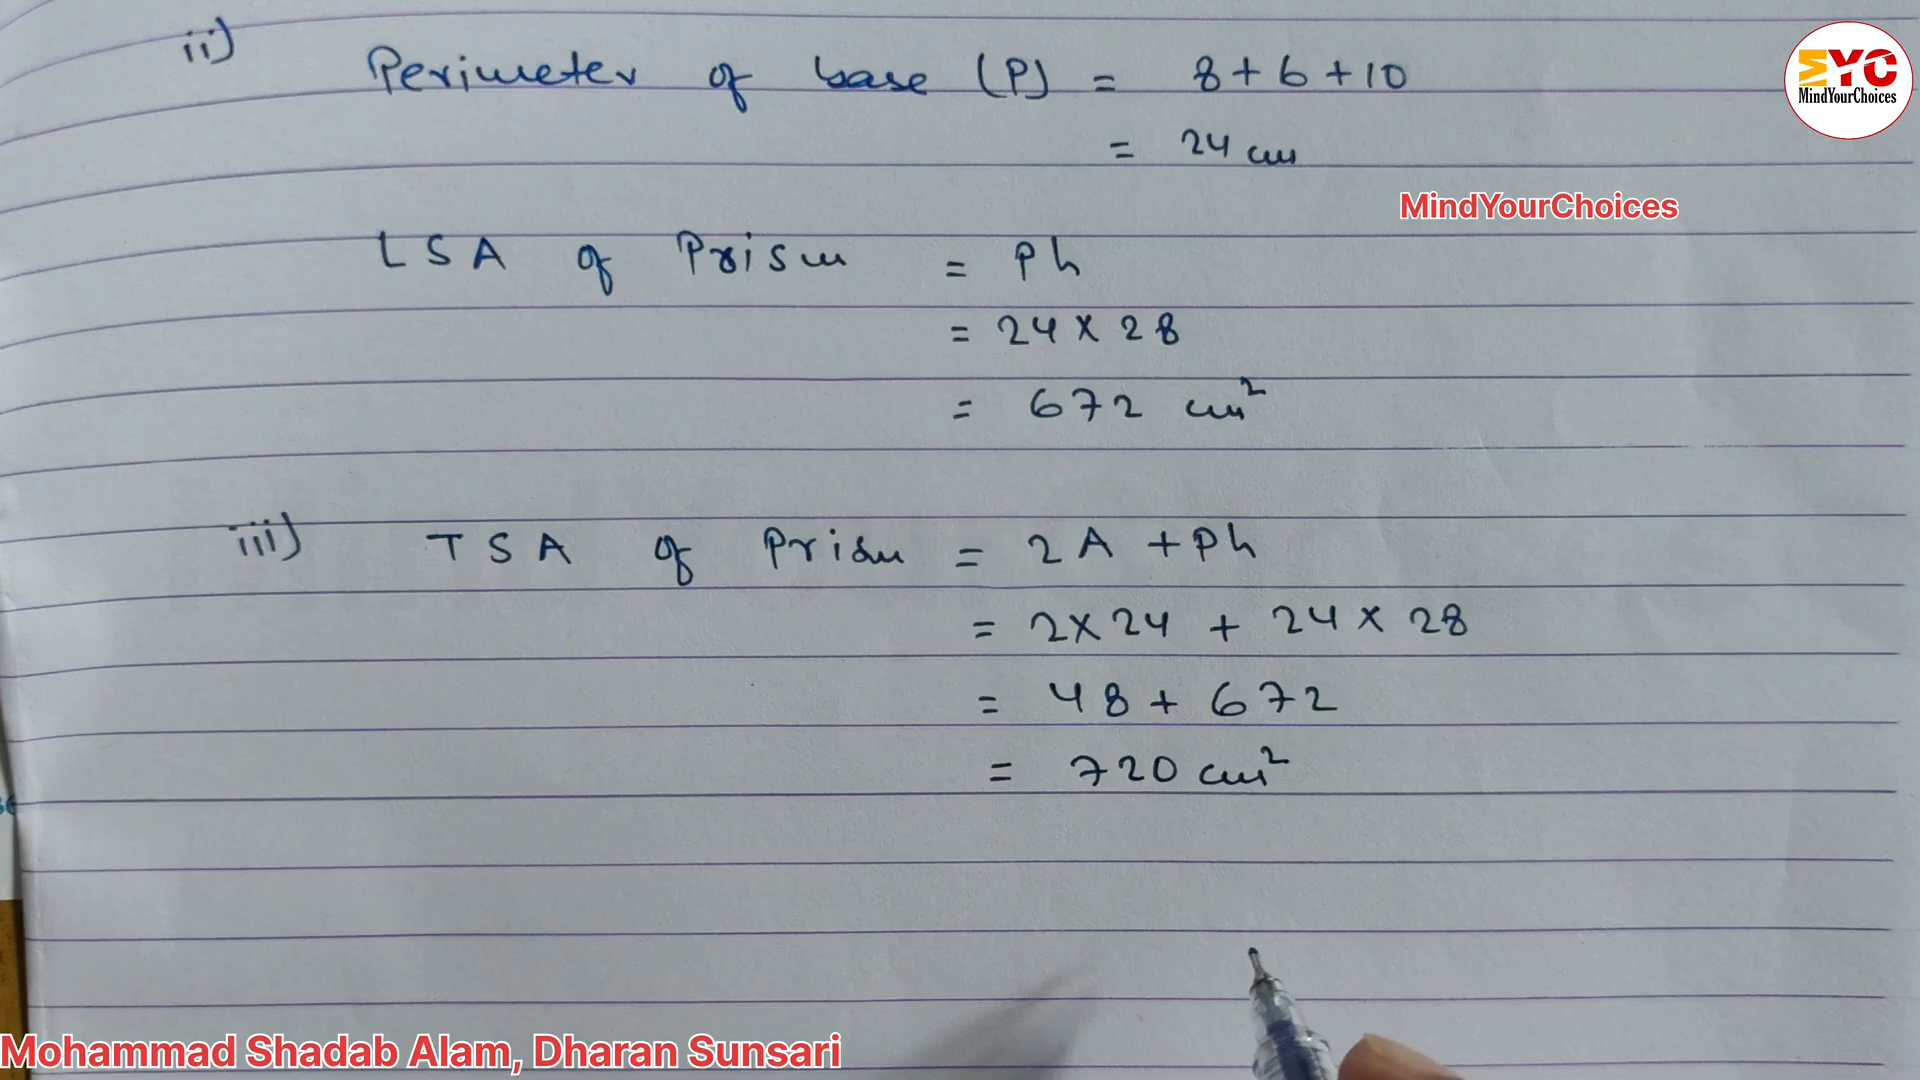 ii) Perimeter of base (P) = 8 + 6 + 10
= 24 cm
MYC
MindYourChoices
MindYourChoices
LSA of Prism = Ph
= 24 x 28
= 672 cm²
iii) TSA of Prism = 2A + Ph
= 2x24 + 24 x 28
= 48 + 672
= 720 cm²
Mohammad Shadab Alam, Dharan Sunsari